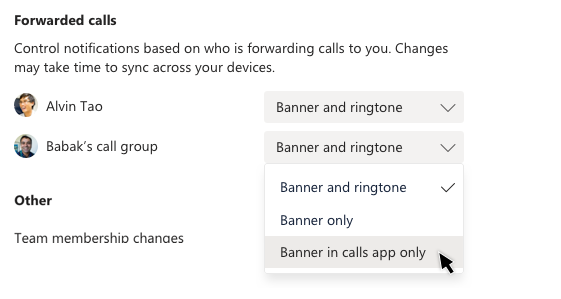 Forwarded calls
Control notifications based on who is forwarding calls to you. Changes
may take time to sync across your devices.
Alvin Tao
Banner and ringtone
Babak's call group
Banner and ringtone
Banner and ringtone
Banner only
Banner in calls app only
Other
Team membership changes